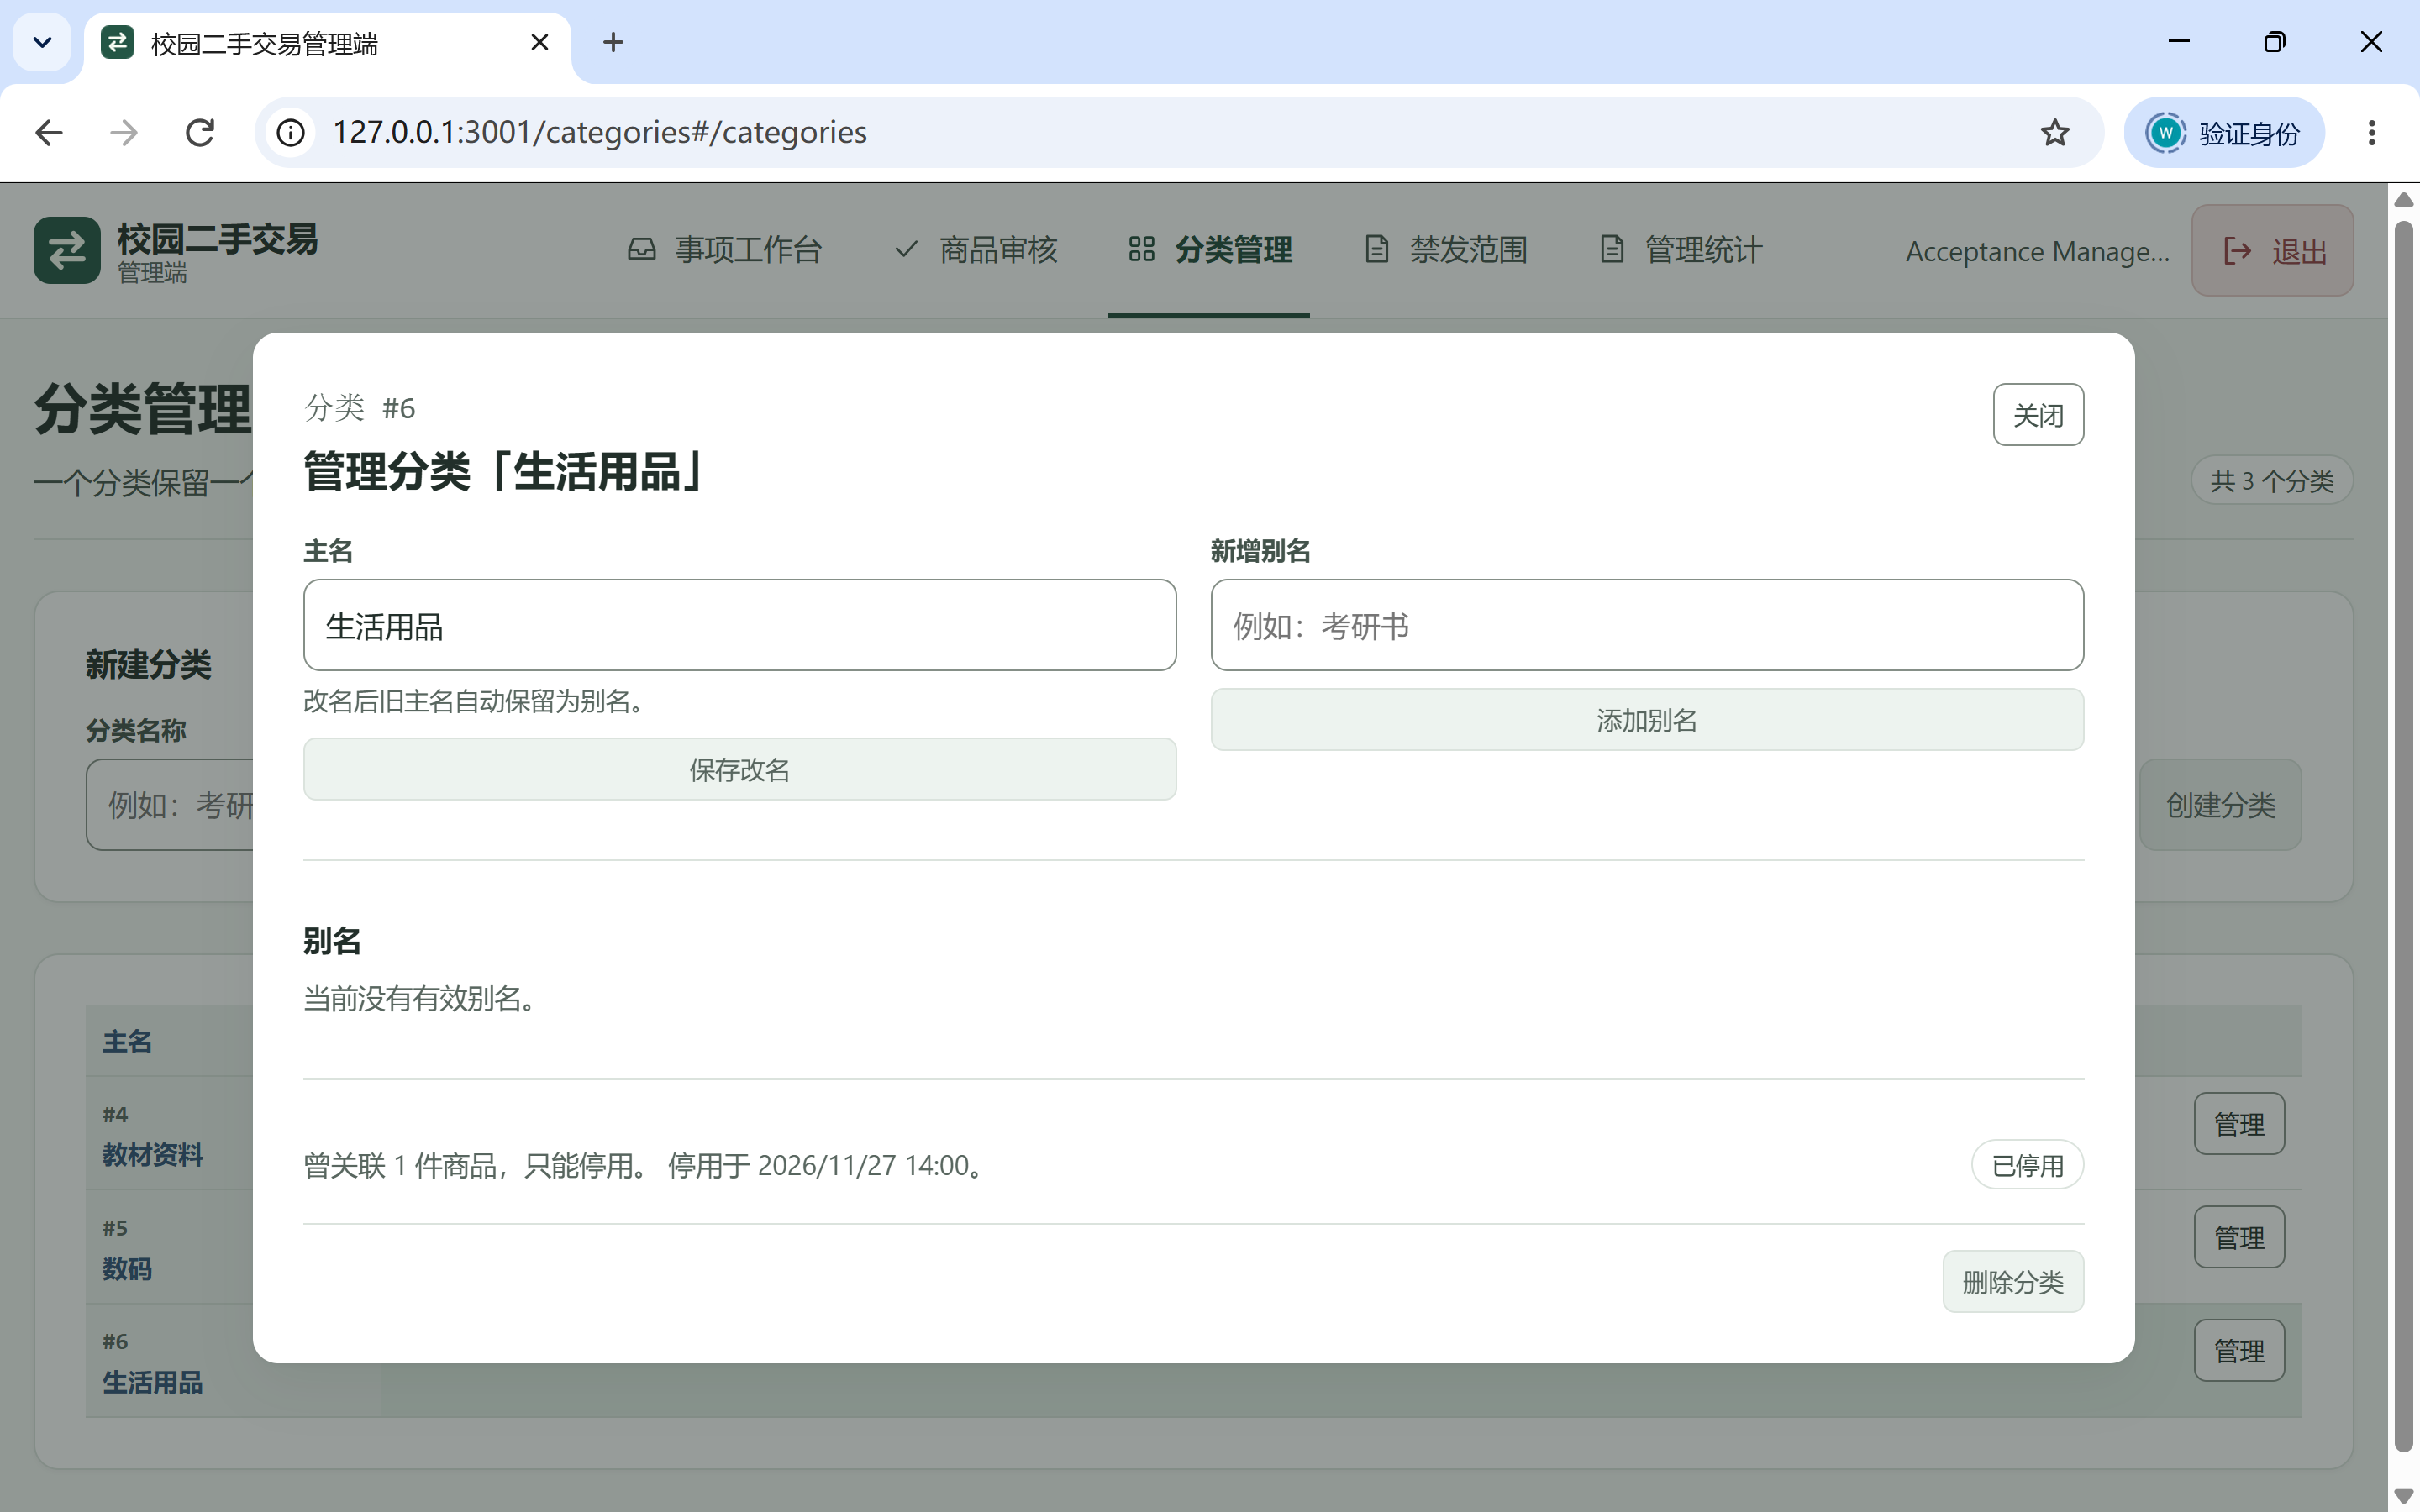 校园二手交易管理端
127.0.0.1:3001/categories#/categories
W 验证身份
校园二手交易
管理端
事项工作台
商品审核
分类管理
禁发范围
管理统计
Acceptance Manage...
退出
分类管理
一个分类保留一个
共 3 个分类
新建分类
分类名称
例如：考研
创建分类
主名
#4
教材资料
管理
#5
数码
管理
#6
生活用品
管理
分类 #6
关闭
管理分类「生活用品」
主名
生活用品
改名后旧主名自动保留为别名。
保存改名
新增别名
例如：考研书
添加别名
别名
当前没有有效别名。
曾关联 1 件商品，只能停用。 停用于 2026/11/27 14:00。
已停用
删除分类